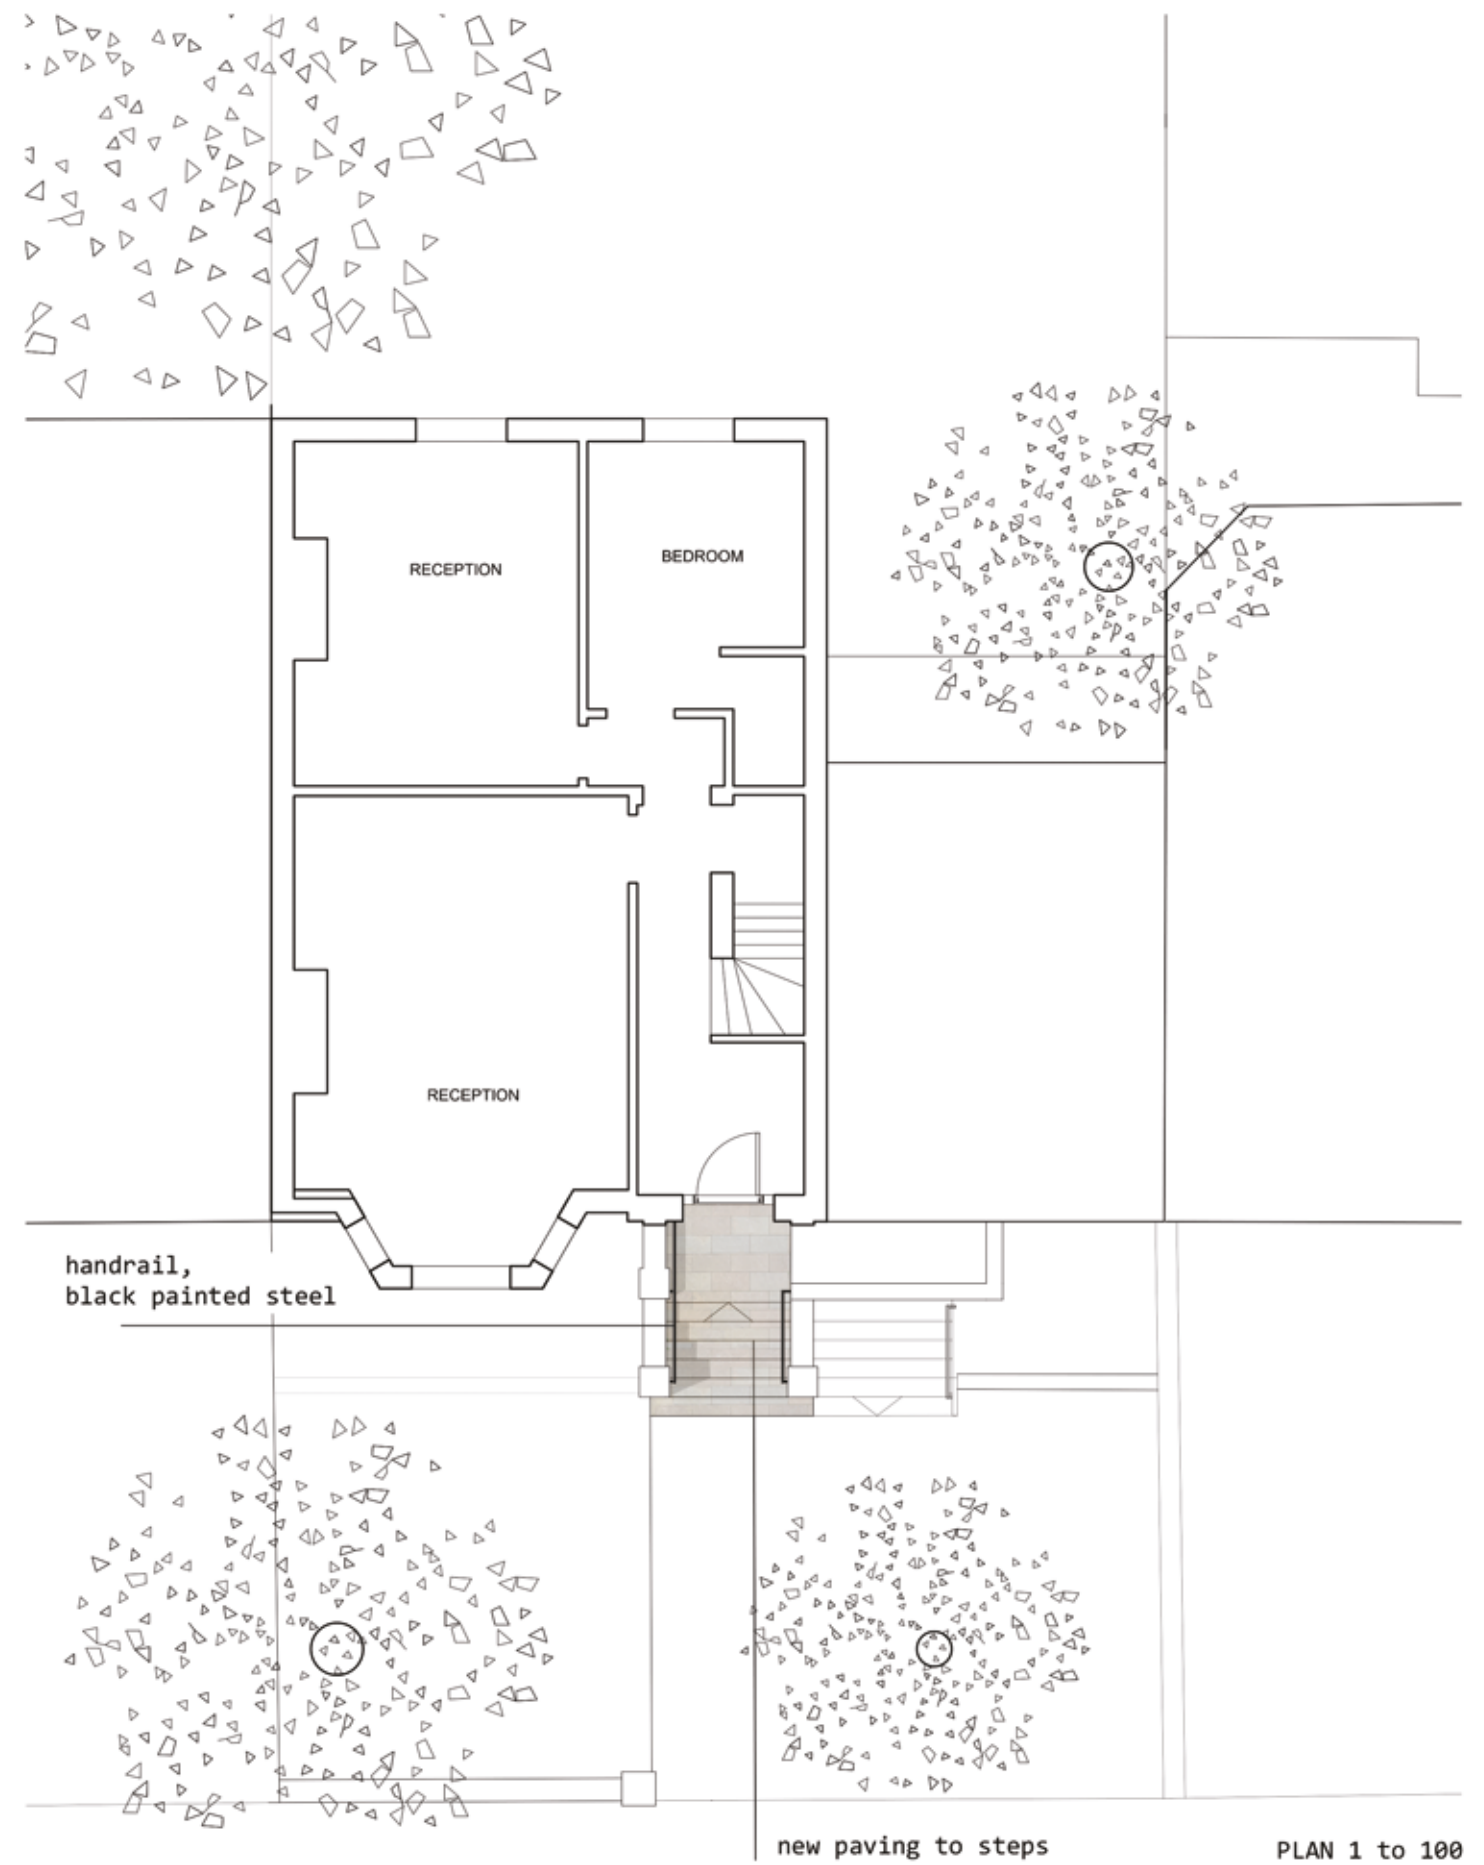 RECEPTION
BEDROOM
RECEPTION
handrail,
black painted steel
new paving to steps
PLAN 1 to 100